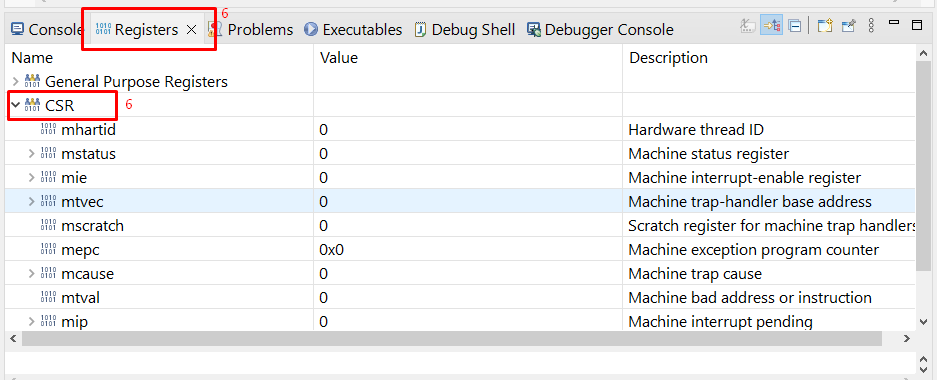 6
Console Registers Problems Executables Debug Shell Debugger Console
Name Value Description
General Purpose Registers
CSR 6
mhartid 0 Hardware thread ID
mstatus 0 Machine status register
mie 0 Machine interrupt-enable register
mtvec 0 Machine trap-handler base address
mscratch 0 Scratch register for machine trap handlers
mepc 0x0 Machine exception program counter
mcause 0 Machine trap cause
mtval 0 Machine bad address or instruction
mip 0 Machine interrupt pending